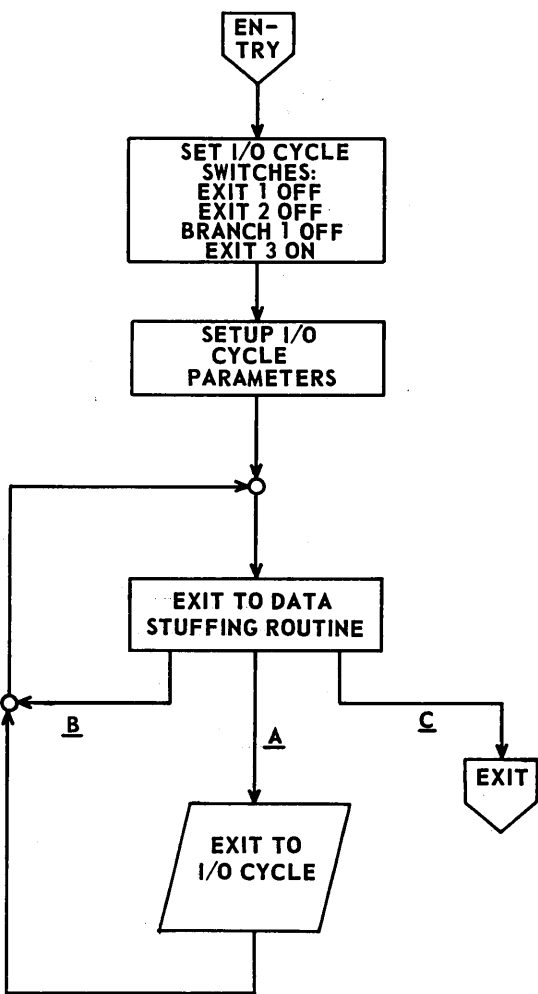 EN-
TRY
SET I/O CYCLE
SWITCHES:
EXIT 1 OFF
EXIT 2 OFF
BRANCH 1 OFF
EXIT 3 ON
SETUP I/O
CYCLE
PARAMETERS
EXIT TO DATA
STUFFING ROUTINE
B
A
C
EXIT
EXIT TO
I/O CYCLE